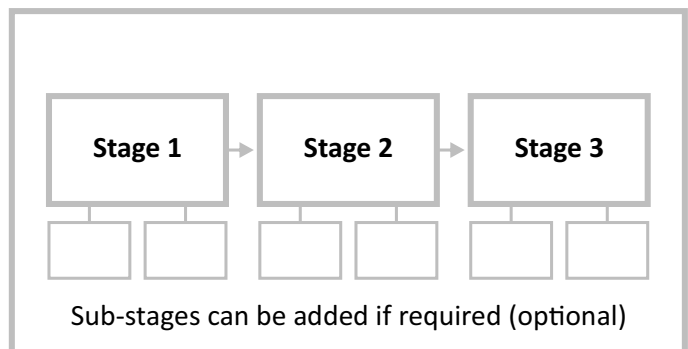 Stage 1
Stage 2
Stage 3
Sub-stages can be added if required (optional)